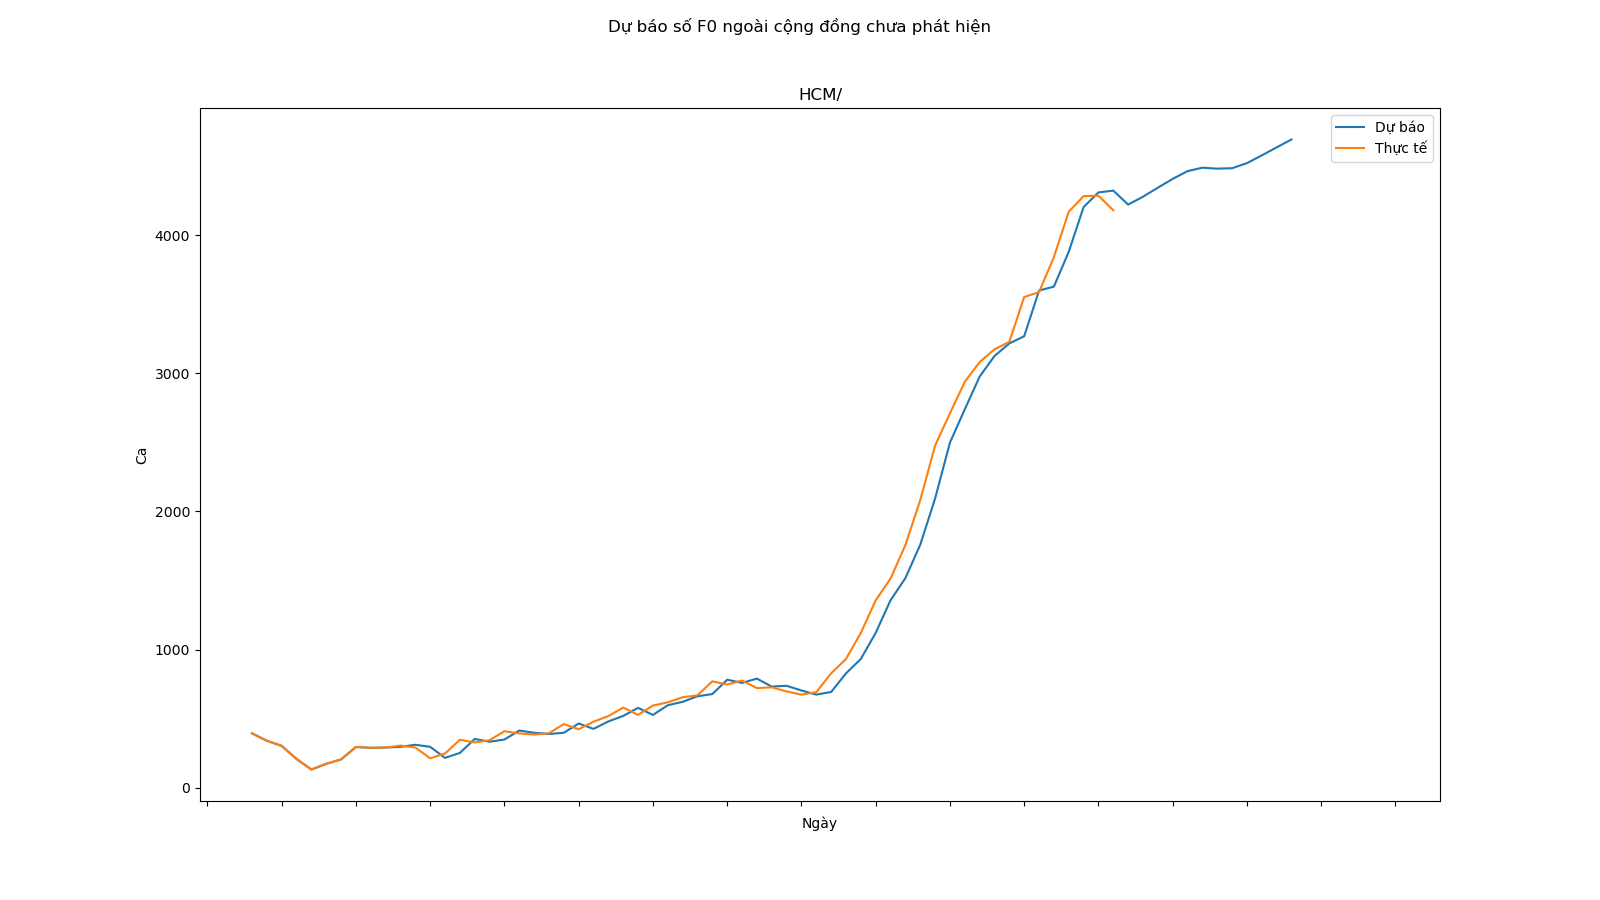 Dự báo số F0 ngoài cộng đồng chưa phát hiện
HCM/
Dự báo
Thực tế
4000
3000
2000
1000
0
Ca
Ngày